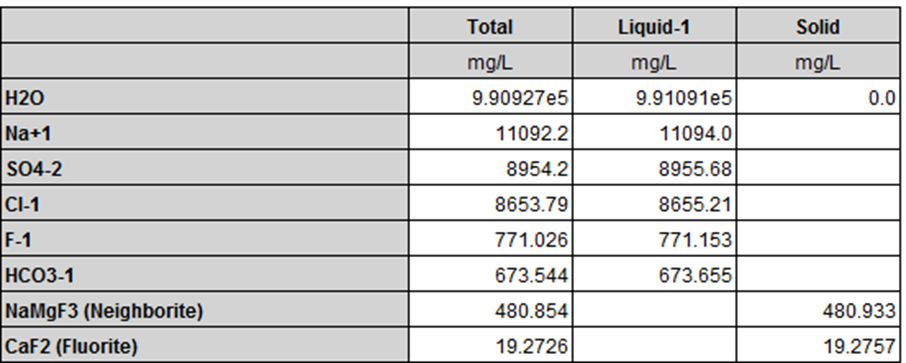 Total Liquid-1 Solid
mg/L mg/L mg/L
H2O 9.90927e5 9.91091e5 0.0
Na+1 11092.2 11094.0
SO4-2 8954.2 8955.68
Cl-1 8653.79 8655.21
F-1 771.026 771.153
HCO3-1 673.544 673.655
NaMgF3 (Neighborite) 480.854 480.933
CaF2 (Fluorite) 19.2726 19.2757